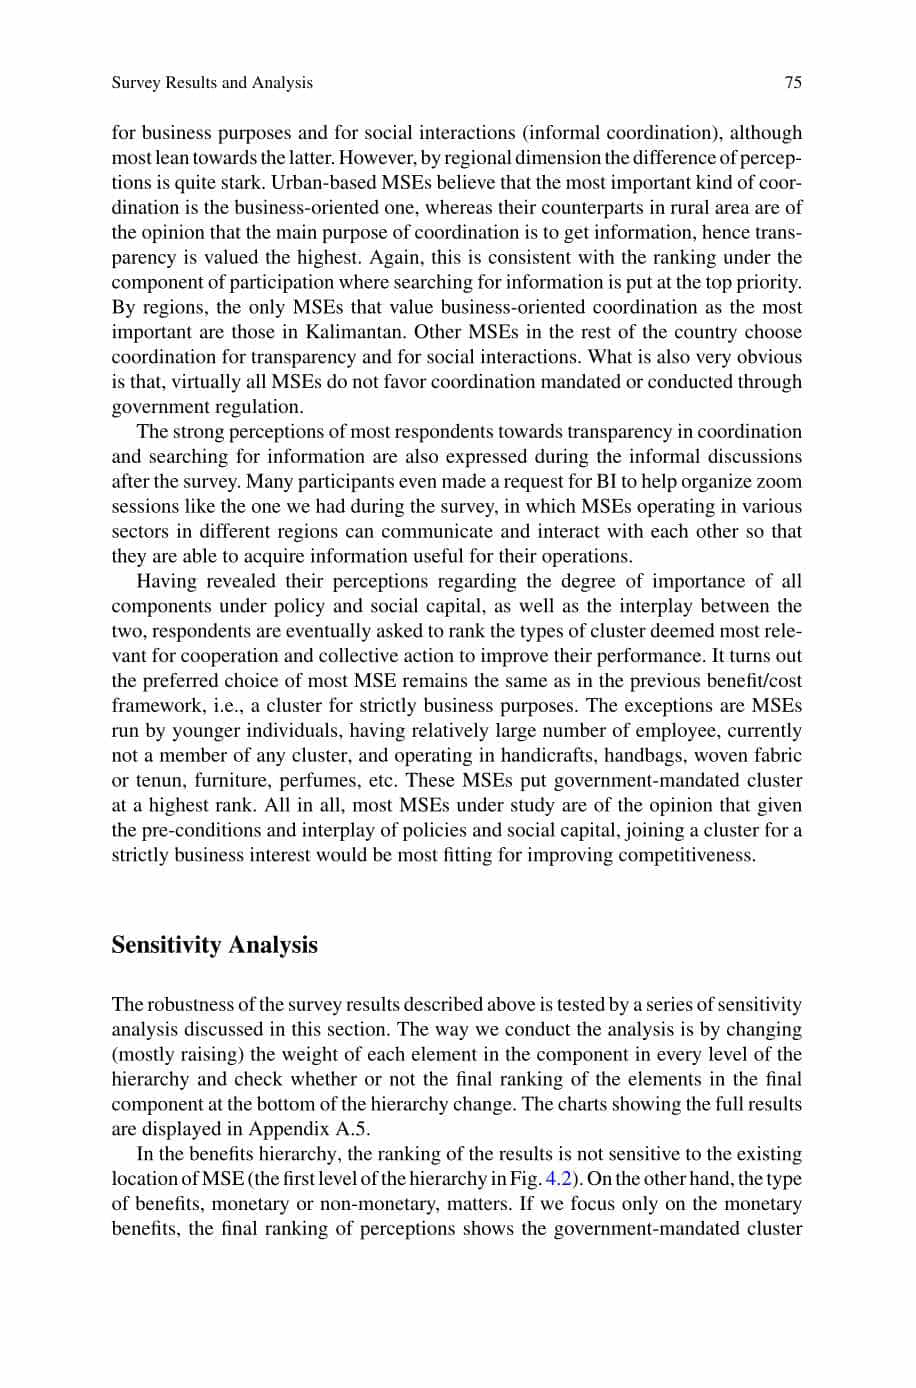 Survey Results and Analysis 75
for business purposes and for social interactions (informal coordination), although
most lean towards the latter. However, by regional dimension the difference of percep-
tions is quite stark. Urban-based MSEs believe that the most important kind of coor-
dination is the business-oriented one, whereas their counterparts in rural area are of
the opinion that the main purpose of coordination is to get information, hence trans-
parency is valued the highest. Again, this is consistent with the ranking under the
component of participation where searching for information is put at the top priority.
By regions, the only MSEs that value business-oriented coordination as the most
important are those in Kalimantan. Other MSEs in the rest of the country choose
coordination for transparency and for social interactions. What is also very obvious
is that, virtually all MSEs do not favor coordination mandated or conducted through
government regulation.
The strong perceptions of most respondents towards transparency in coordination
and searching for information are also expressed during the informal discussions
after the survey. Many participants even made a request for BI to help organize zoom
sessions like the one we had during the survey, in which MSEs operating in various
sectors in different regions can communicate and interact with each other so that
they are able to acquire information useful for their operations.
Having revealed their perceptions regarding the degree of importance of all
components under policy and social capital, as well as the interplay between the
two, respondents are eventually asked to rank the types of cluster deemed most rele-
vant for cooperation and collective action to improve their performance. It turns out
the preferred choice of most MSE remains the same as in the previous benefit/cost
framework, i.e., a cluster for strictly business purposes. The exceptions are MSEs
run by younger individuals, having relatively large number of employee, currently
not a member of any cluster, and operating in handicrafts, handbags, woven fabric
or tenun, furniture, perfumes, etc. These MSEs put government-mandated cluster
at a highest rank. All in all, most MSEs under study are of the opinion that given
the pre-conditions and interplay of policies and social capital, joining a cluster for a
strictly business interest would be most fitting for improving competitiveness.
Sensitivity Analysis
The robustness of the survey results described above is tested by a series of sensitivity
analysis discussed in this section. The way we conduct the analysis is by changing
(mostly raising) the weight of each element in the component in every level of the
hierarchy and check whether or not the final ranking of the elements in the final
component at the bottom of the hierarchy change. The charts showing the full results
are displayed in Appendix A.5.
In the benefits hierarchy, the ranking of the results is not sensitive to the existing
location of MSE (the first level of the hierarchy in Fig. 4.2). On the other hand, the type
of benefits, monetary or non-monetary, matters. If we focus only on the monetary
benefits, the final ranking of perceptions shows the government-mandated cluster